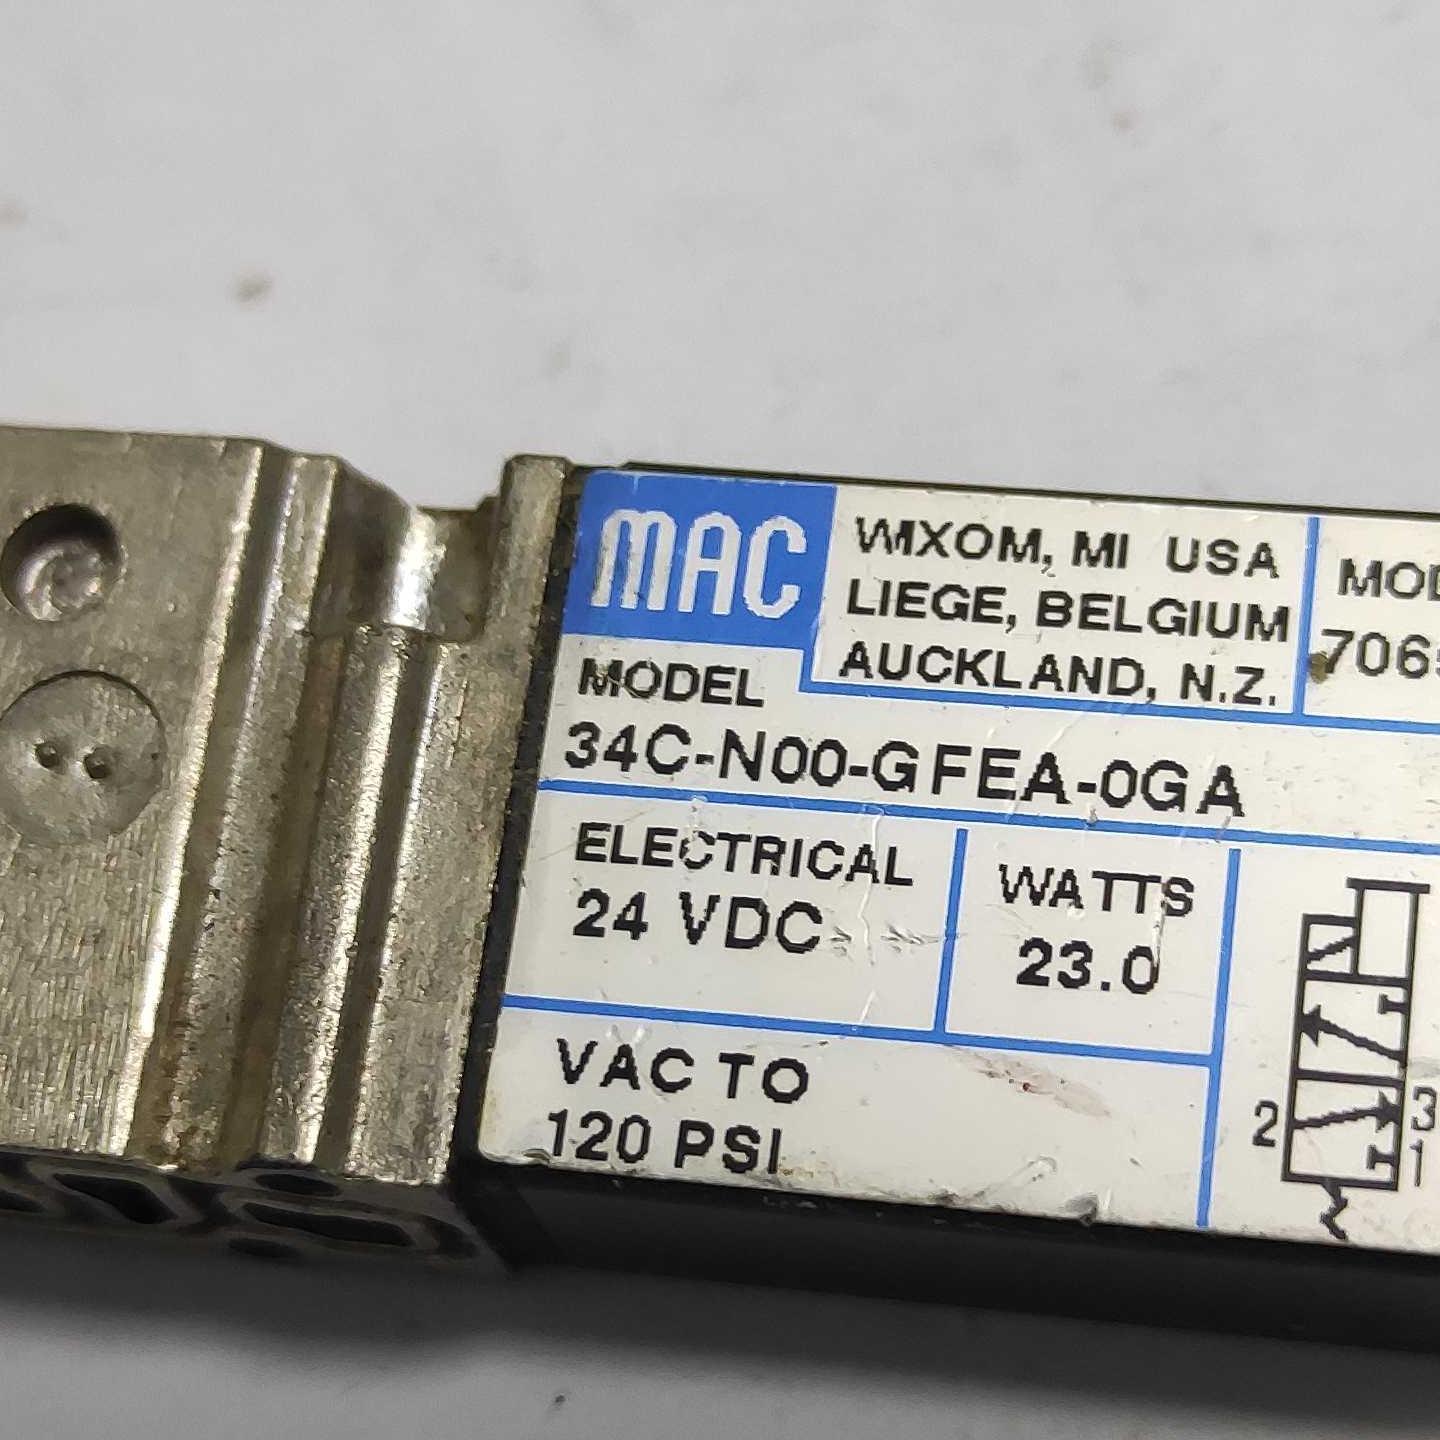 MAC
WIXOM, MI USA
LIEGE, BELGIUM
AUCKLAND, N.Z.
MODEL
34C-N00-GFEA-0GA
ELECTRICAL
24 VDC
WATTS
23.0
VAC TO
120 PSI
2
3
1